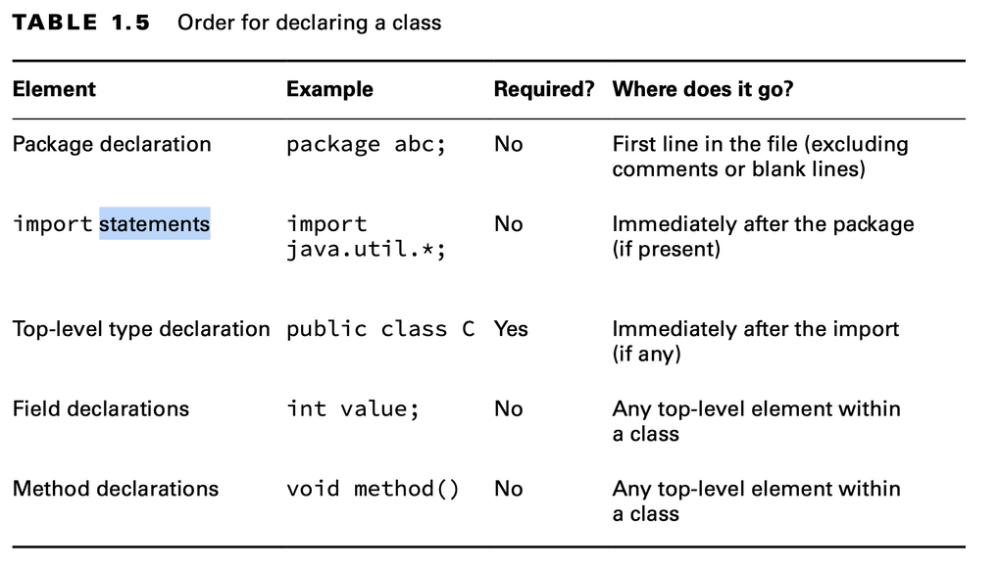 TABLE 1.5 Order for declaring a class
Element Example Required? Where does it go?
Package declaration package abc; No First line in the file (excluding
comments or blank lines)
import statements import No Immediately after the package
java.util.*; (if present)
Top-level type declaration public class C Yes Immediately after the import
(if any)
Field declarations int value; No Any top-level element within
a class
Method declarations void method() No Any top-level element within
a class